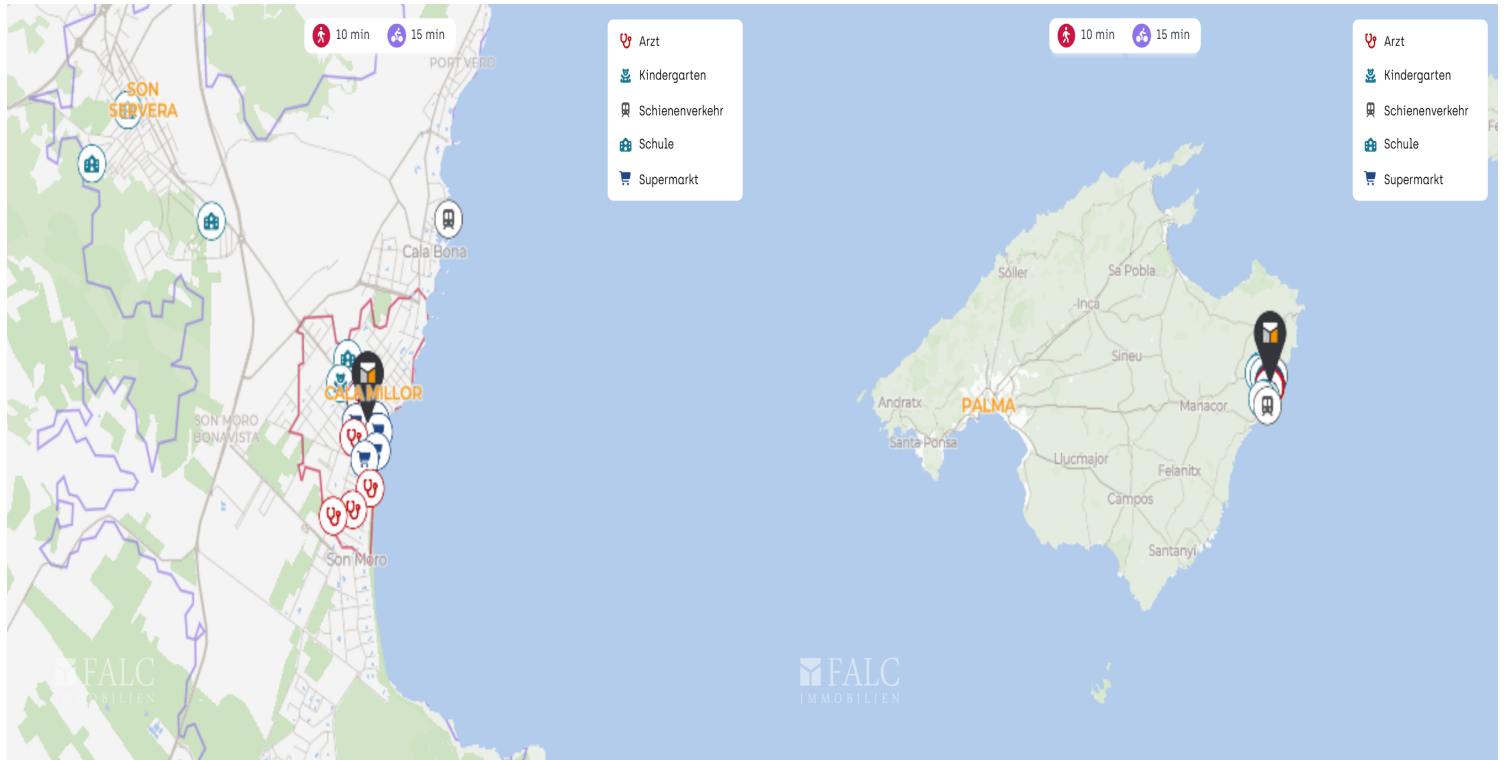 10 min
15 min
Arzt
Kindergarten
Schienenverkehr
Schule
Supermarkt
PORT VERD
SON
SERVERA
Cala Bona
CALA MILLOR
SON MORO
BONAVISTA
Son Moro
FALC
IMMOBILIEN
10 min
15 min
Arzt
Kindergarten
Schienenverkehr
Schule
Supermarkt
Sóller
Sa Pobla
Inca
Sineu
Andratx
PALMA
Manacor
Santa Ponsa
Llucmajor
Felanitx
Campos
Santanyí
FALC
IMMOBILIEN